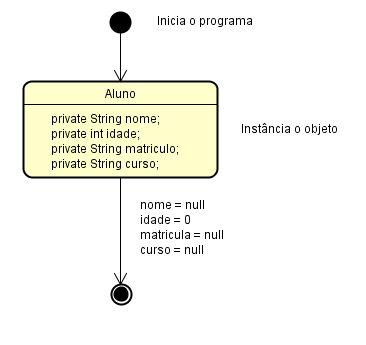 Inicia o programa
Aluno
private String nome;
private int idade;
private String matriculo;
private String curso;
Instância o objeto
nome = null
idade = 0
matricula = null
curso = null